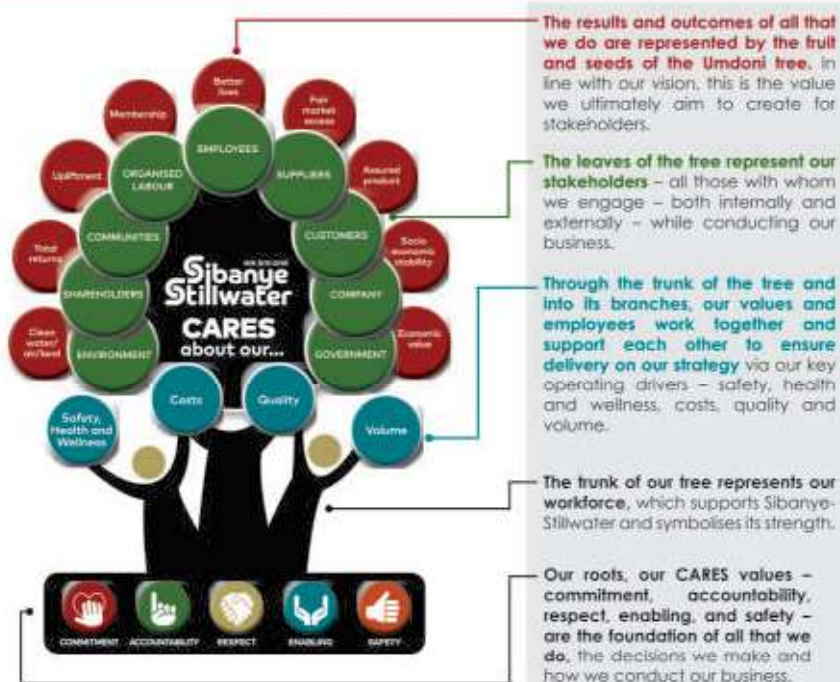 Better
lives
Membership
Fair
market
access
EMPLOYEES
Upliftment
ORGANISED
LABOUR
SUPPLIERS
Assured
product
COMMUNITIES
CUSTOMERS
Total
returns
Socio
economic
stability
SHAREHOLDERS
COMPANY
Sibanye
Stillwater
CARES
about our...
Clean
water/
air/land
ENVIRONMENT
GOVERNMENT
Economic
value
Safety,
Health and
Wellness
Costs
Quality
Volume
COMMITMENT
ACCOUNTABILITY
RESPECT
ENABLING
SAFETY
The results and outcomes of all that
we do are represented by the fruit
and seeds of the Umdoni tree. In
line with our vision, this is the value
we ultimately aim to create for
stakeholders.
The leaves of the tree represent our
stakeholders – all those with whom
we engage – both internally and
externally – while conducting our
business.
Through the trunk of the tree and
into its branches, our values and
employees work together and
support each other to ensure
delivery on our strategy via our key
operating drivers – safety, health
and wellness, costs, quality and
volume.
The trunk of our tree represents our
workforce, which supports Sibanye-
Stillwater and symbolises its strength.
Our roots, our CARES values –
commitment, accountability,
respect, enabling, and safety –
are the foundation of all that we
do, the decisions we make and
how we conduct our business.